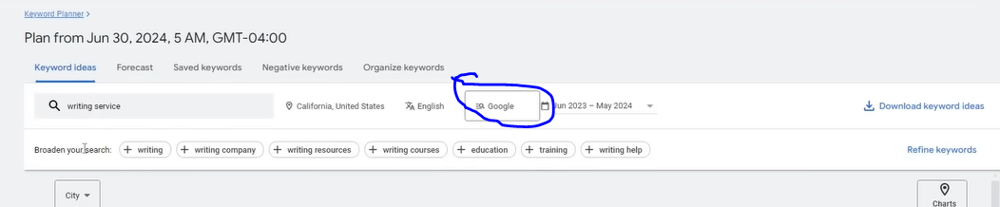 Keyword Planner >
Plan from Jun 30, 2024, 5 AM, GMT-04:00
Keyword ideas Forecast Saved keywords Negative keywords Organize keywords
writing service California, United States English Google Jun 2023 – May 2024 Download keyword ideas
Broaden your search: + writing + writing company + writing resources + writing courses + education + training + writing help Refine keywords
City
Charts